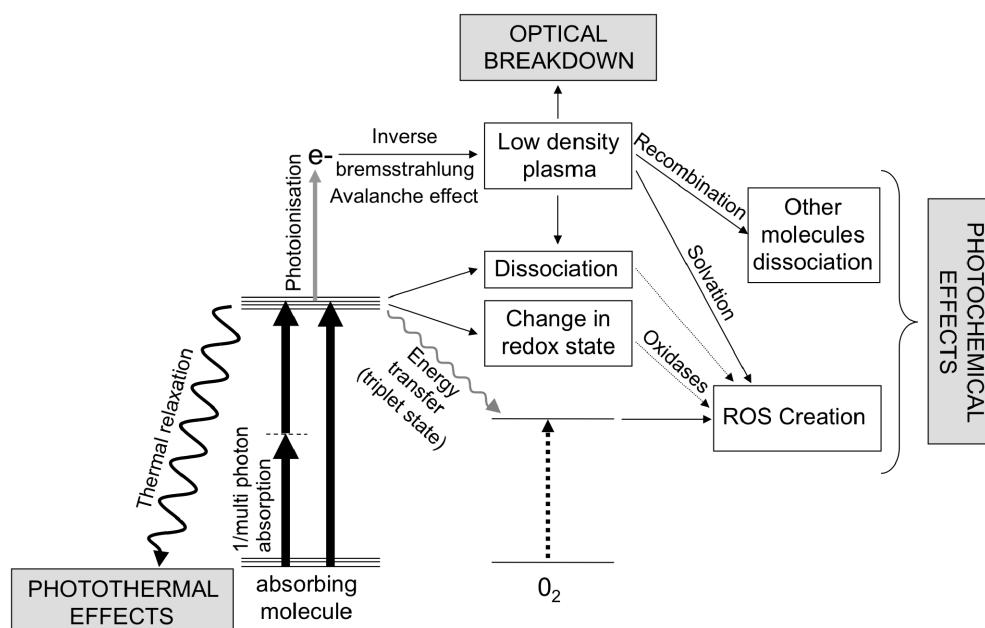 OPTICAL
BREAKDOWN
Inverse
e-
bremsstrahlung
Avalanche effect
Low density
plasma
Recombination
Other
molecules
dissociation
Photoionisation
Solvation
Dissociation
Change in
redox state
Oxidases
Energy
transfer
(triplet state)
ROS Creation
PHOTOCHEMICAL
EFFECTS
Thermal relaxation
1/multi photon
absorption
PHOTOTHERMAL
EFFECTS
absorbing
molecule
0₂